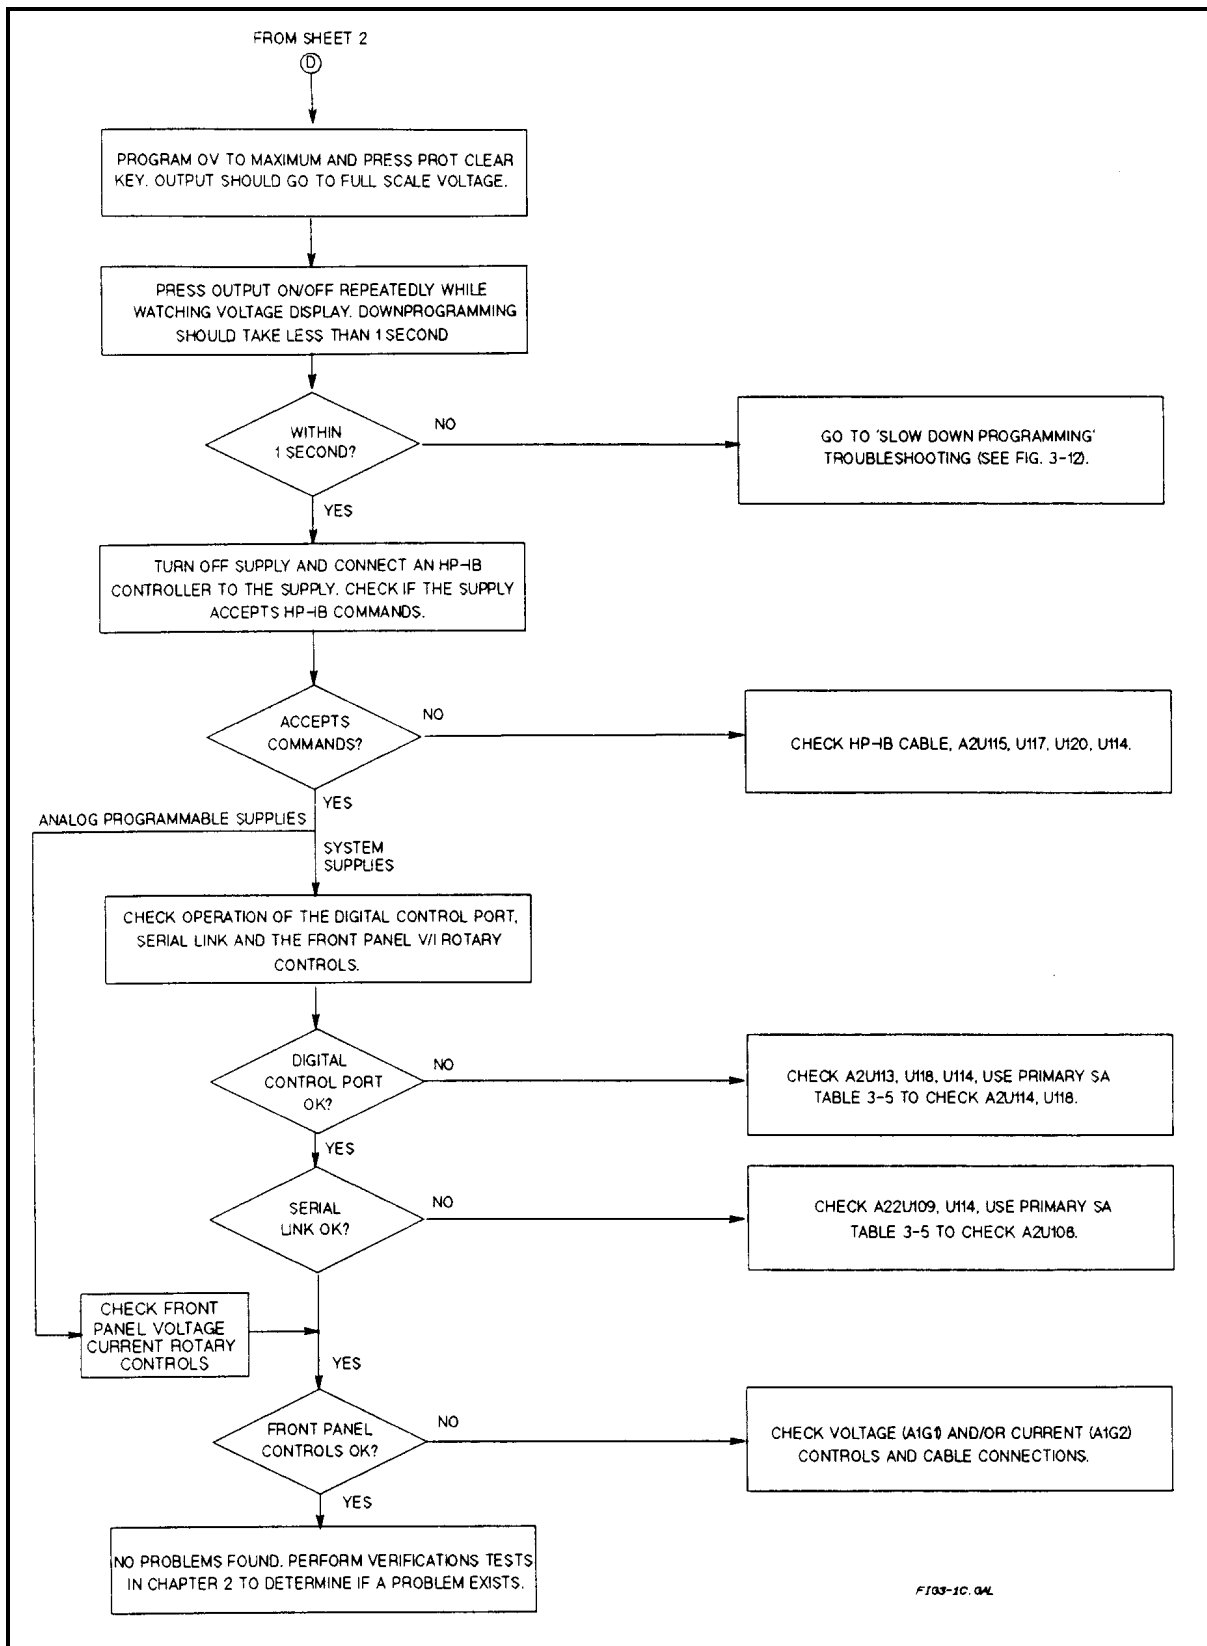 FROM SHEET 2
D
PROGRAM OV TO MAXIMUM AND PRESS PROT CLEAR
KEY. OUTPUT SHOULD GO TO FULL SCALE VOLTAGE.
PRESS OUTPUT ON/OFF REPEATEDLY WHILE
WATCHING VOLTAGE DISPLAY. DOWNPROGRAMMING
SHOULD TAKE LESS THAN 1 SECOND
WITHIN
1 SECOND?
NO
GO TO 'SLOW DOWN PROGRAMMING'
TROUBLESHOOTING (SEE FIG. 3-12).
YES
TURN OFF SUPPLY AND CONNECT AN HP-IB
CONTROLLER TO THE SUPPLY. CHECK IF THE SUPPLY
ACCEPTS HP-IB COMMANDS.
ACCEPTS
COMMANDS?
NO
CHECK HP-IB CABLE, A2U115, U117, U120, U114.
YES
ANALOG PROGRAMMABLE SUPPLIES
SYSTEM
SUPPLIES
CHECK OPERATION OF THE DIGITAL CONTROL PORT,
SERIAL LINK AND THE FRONT PANEL V/I ROTARY
CONTROLS.
DIGITAL
CONTROL PORT
OK?
NO
CHECK A2U113, U118, U114, USE PRIMARY SA
TABLE 3-5 TO CHECK A2U114, U118.
YES
SERIAL
LINK OK?
NO
CHECK A22U109, U114, USE PRIMARY SA
TABLE 3-5 TO CHECK A2U106.
CHECK FRONT
PANEL VOLTAGE
CURRENT ROTARY
CONTROLS
YES
FRONT PANEL
CONTROLS OK?
NO
CHECK VOLTAGE (A1G1) AND/OR CURRENT (A1G2)
CONTROLS AND CABLE CONNECTIONS.
YES
NO PROBLEMS FOUND. PERFORM VERIFICATIONS TESTS
IN CHAPTER 2 TO DETERMINE IF A PROBLEM EXISTS.
FIG3-1C.GAL